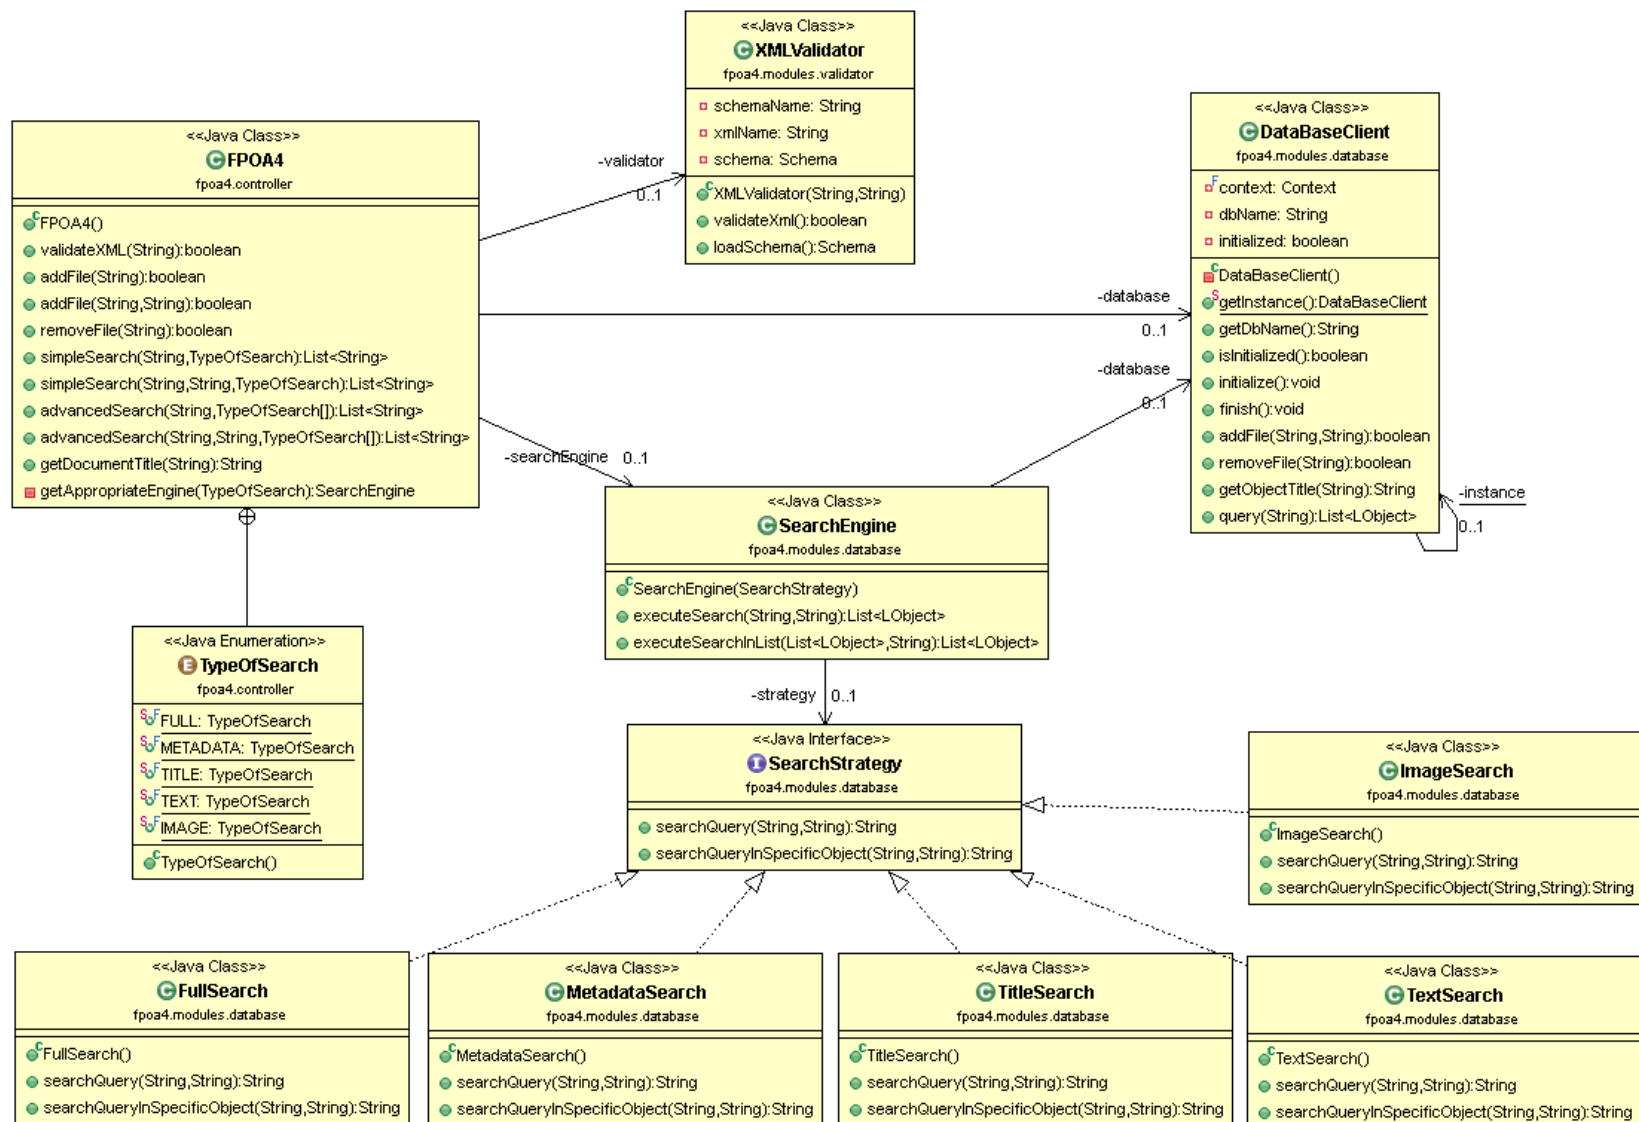 <<Java Class>>
XMLValidator
fpoa4.modules.validator
schemaName: String
xmlName: String
schema: Schema
XMLValidator(String,String)
validateXml():boolean
loadSchema():Schema
<<Java Class>>
FPOA4
fpoa4.controller
FPOA4()
validateXML(String):boolean
addFile(String):boolean
addFile(String,String):boolean
removeFile(String):boolean
simpleSearch(String,TypeOfSearch):List<String>
simpleSearch(String,String,TypeOfSearch):List<String>
advancedSearch(String,TypeOfSearch[]):List<String>
advancedSearch(String,String,TypeOfSearch[]):List<String>
getDocumentTitle(String):String
getAppropriateEngine(TypeOfSearch):SearchEngine
-validator
0..1
-database
0..1
-database
0..1
-searchEngine 0..1
<<Java Class>>
DataBaseClient
fpoa4.modules.database
context: Context
dbName: String
initialized: boolean
DataBaseClient()
getInstance():DataBaseClient
getDbName():String
isInitialized():boolean
initialize():void
finish():void
addFile(String,String):boolean
removeFile(String):boolean
getObjectTitle(String):String
query(String):List<LObject>
-instance
0..1
<<Java Class>>
SearchEngine
fpoa4.modules.database
SearchEngine(SearchStrategy)
executeSearch(String,String):List<LObject>
executeSearchInList(List<LObject>,String):List<LObject>
-strategy 0..1
<<Java Enumeration>>
TypeOfSearch
fpoa4.controller
FULL: TypeOfSearch
METADATA: TypeOfSearch
TITLE: TypeOfSearch
TEXT: TypeOfSearch
IMAGE: TypeOfSearch
TypeOfSearch()
<<Java Interface>>
SearchStrategy
fpoa4.modules.database
searchQuery(String,String):String
searchQueryInSpecificObject(String,String):String
<<Java Class>>
ImageSearch
fpoa4.modules.database
ImageSearch()
searchQuery(String,String):String
searchQueryInSpecificObject(String,String):String
<<Java Class>>
FullSearch
fpoa4.modules.database
FullSearch()
searchQuery(String,String):String
searchQueryInSpecificObject(String,String):String
<<Java Class>>
MetadataSearch
fpoa4.modules.database
MetadataSearch()
searchQuery(String,String):String
searchQueryInSpecificObject(String,String):String
<<Java Class>>
TitleSearch
fpoa4.modules.database
TitleSearch()
searchQuery(String,String):String
searchQueryInSpecificObject(String,String):String
<<Java Class>>
TextSearch
fpoa4.modules.database
TextSearch()
searchQuery(String,String):String
searchQueryInSpecificObject(String,String):String